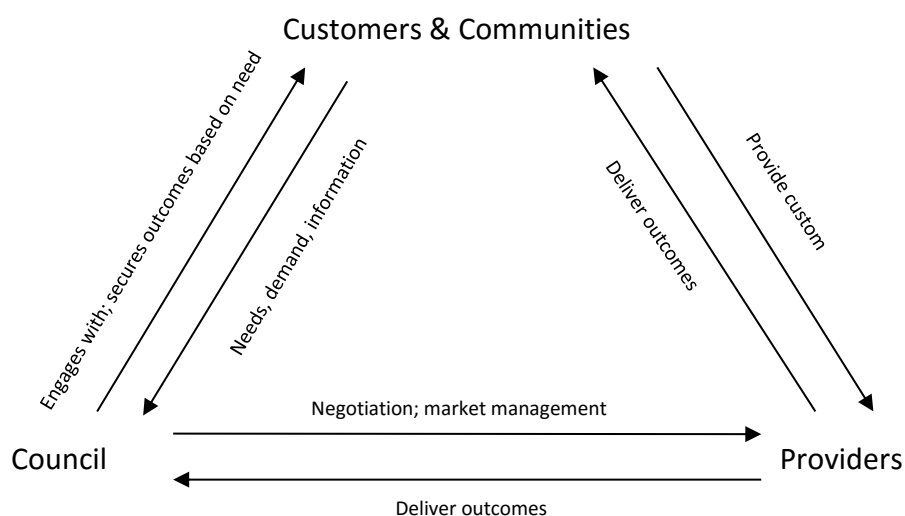 Customers & Communities
Engages with; secures outcomes based on need
Needs, demand, information
Deliver outcomes
Provide custom
Negotiation; market management
Council
Providers
Deliver outcomes